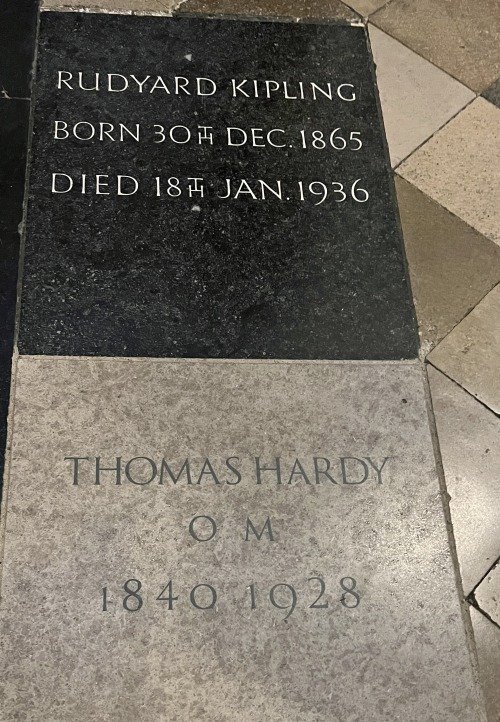 RUDYARD KIPLING
BORN 30TH DEC. 1865
DIED 18TH JAN. 1936
THOMAS HARDY
O M
1840 1928